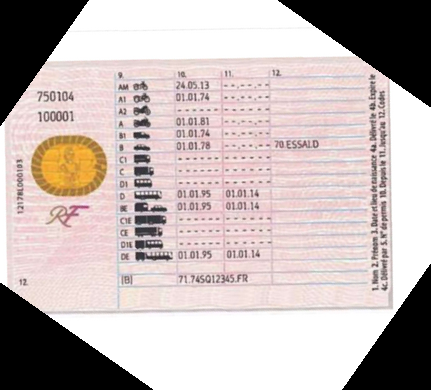 9. 10. 11. 12.
AM 24.05.13 --.--.--
A1 01.01.74 --.--.--
A2 --.--.-- --.--.--
A 01.01.81 --.--.--
B1 01.01.74 --.--.--
B 01.01.78 --.--.-- 70.ESSAI.D
C1 --.--.-- --.--.--
C --.--.-- --.--.--
D1 --.--.-- --.--.--
D 01.01.95 01.01.14
BE 01.01.95 01.01.14
C1E --.--.-- --.--.--
CE --.--.-- --.--.--
D1E --.--.-- --.--.--
DE 01.01.95 01.01.14
(B) 71.745Q12345.FR
750104
100001
RF
12.
1217BL000103
1. Nom 2. Prénom 3. Date et lieu de naissance 4a. Délivré le 4b. Expire le
4c. Délivré par 5. N° de permis 10. Depuis le 11. Jusqu'au 12. Codes